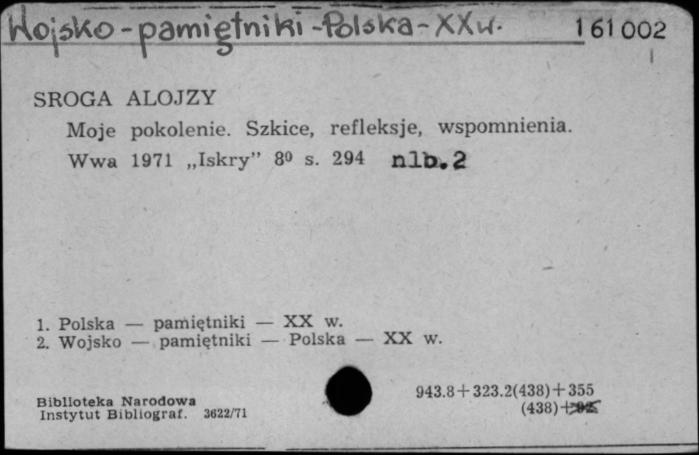 Wojsko - pamiętniki - Polska - XX w. 161002
SROGA ALOJZY
Moje pokolenie. Szkice, refleksje, wspomnienia.
Wwa 1971 „Iskry” 8⁰ s. 294 nlb. 2
1. Polska — pamiętniki — XX w.
2. Wojsko — pamiętniki — Polska — XX w.
943.8+323.2(438)+355
(438)+
Biblioteka Narodowa
Instytut Bibliograf. 3622/71